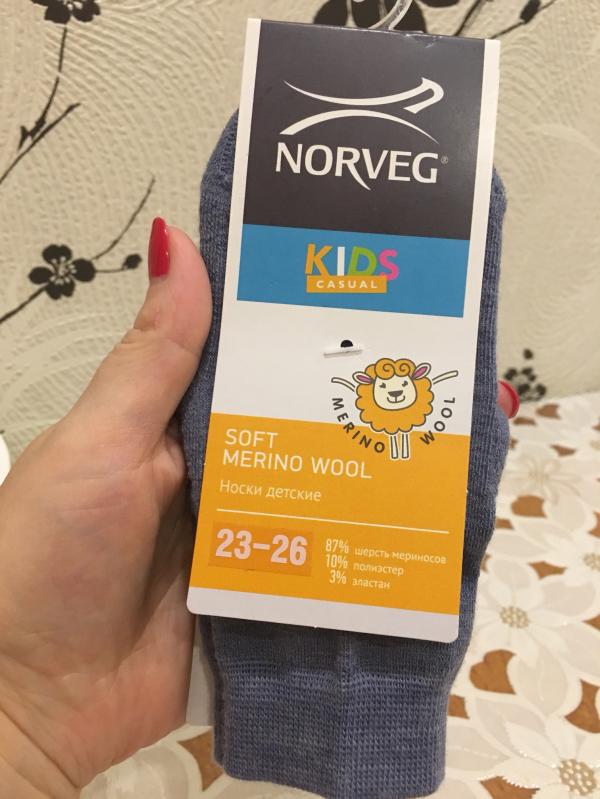 NORVEG®
KIDS
CASUAL
MERINO WOOL
SOFT
MERINO WOOL
Носки детские
23–26
87% шерсть мериносов
10% полиэстер
3% эластан